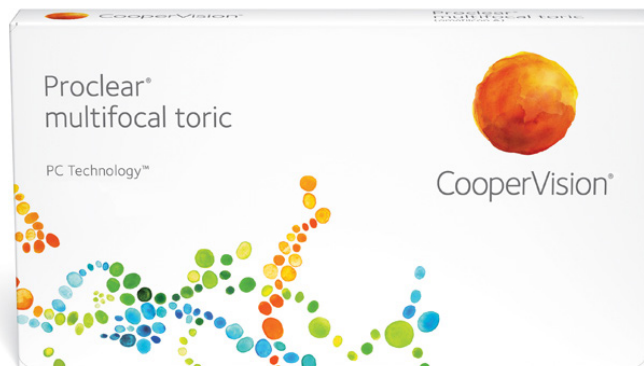 CooperVision®
Proclear®
multifocal toric
Proclear®
multifocal toric
PC Technology™
CooperVision®